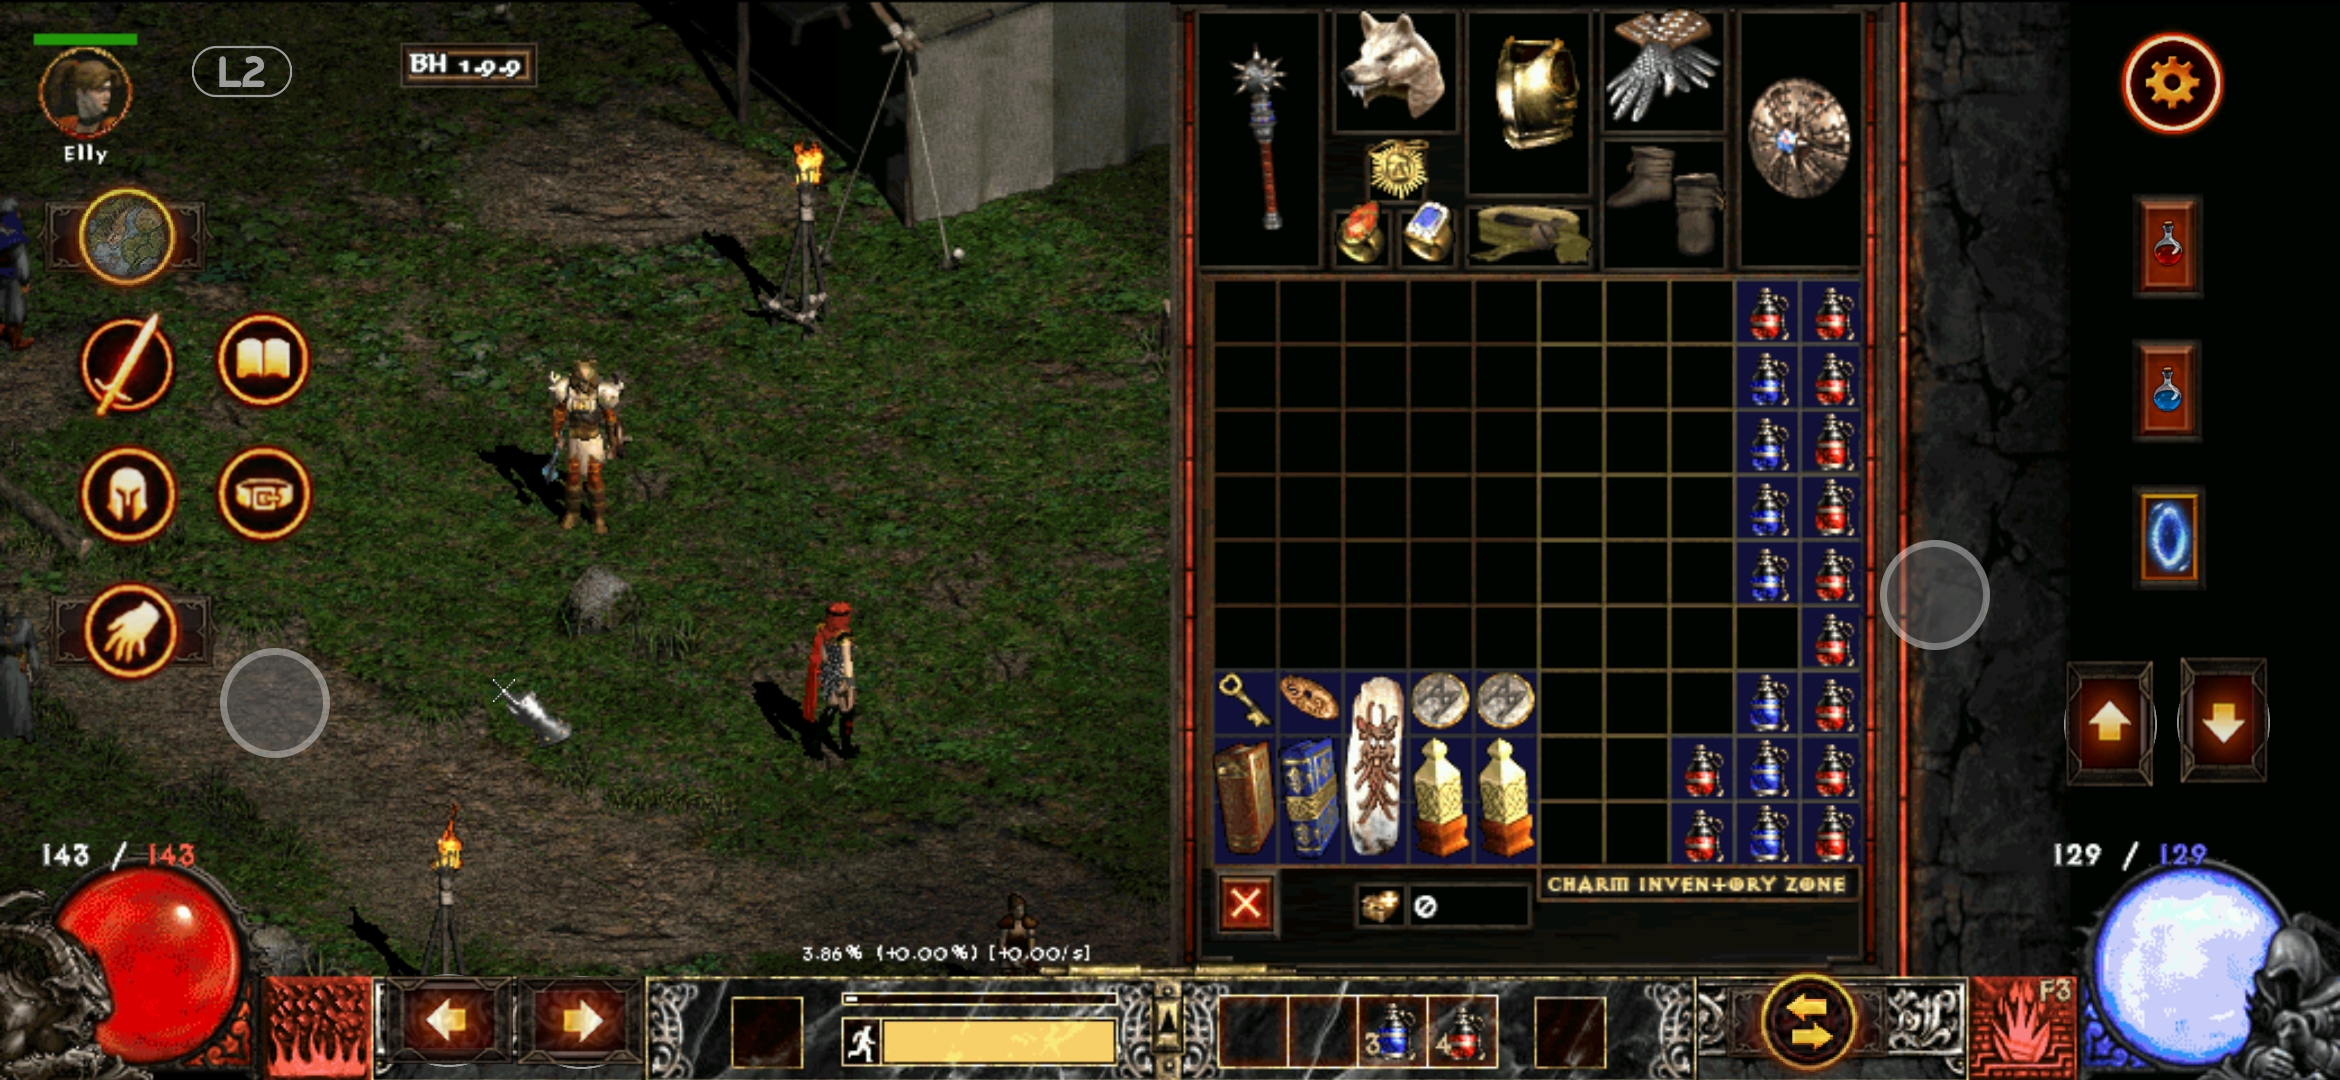 L2
BH 1.9.9
Elly
143 / 143
129 / 129
CHARM INVENTORY ZONE
0
3.86% (+0.00%) [+0.00/s]
F3
3
4